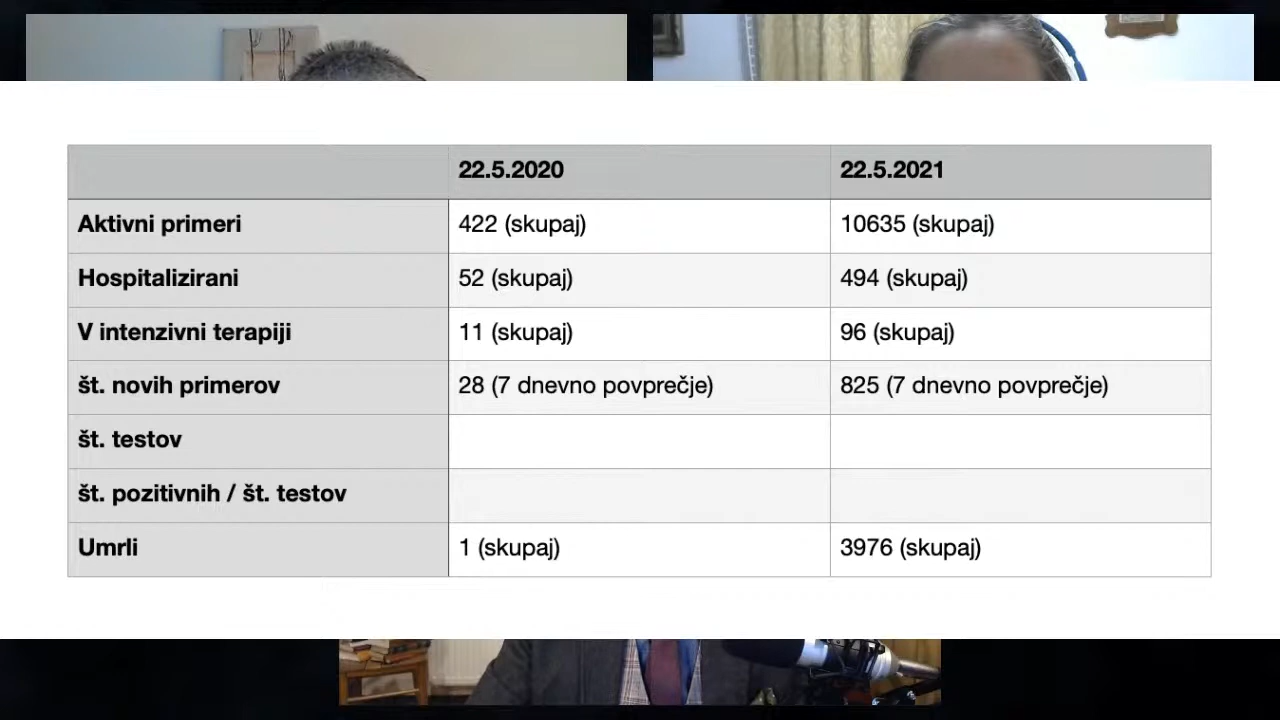 22.5.2020 22.5.2021
Aktivni primeri 422 (skupaj) 10635 (skupaj)
Hospitalizirani 52 (skupaj) 494 (skupaj)
V intenzivni terapiji 11 (skupaj) 96 (skupaj)
št. novih primerov 28 (7 dnevno povprečje) 825 (7 dnevno povprečje)
št. testov
št. pozitivnih / št. testov
Umrli 1 (skupaj) 3976 (skupaj)